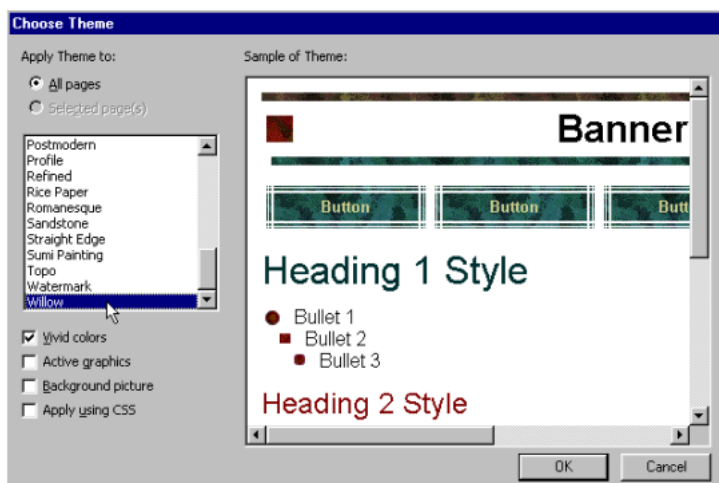 Choose Theme
Apply Theme to:
All pages
Selected page(s)
Postmodern
Profile
Refined
Rice Paper
Romanesque
Sandstone
Straight Edge
Sumi Painting
Topo
Watermark
Willow
Vivid colors
Active graphics
Background picture
Apply using CSS
Sample of Theme:
Banner
Button Button Butt
Heading 1 Style
Bullet 1
Bullet 2
Bullet 3
Heading 2 Style
OK Cancel